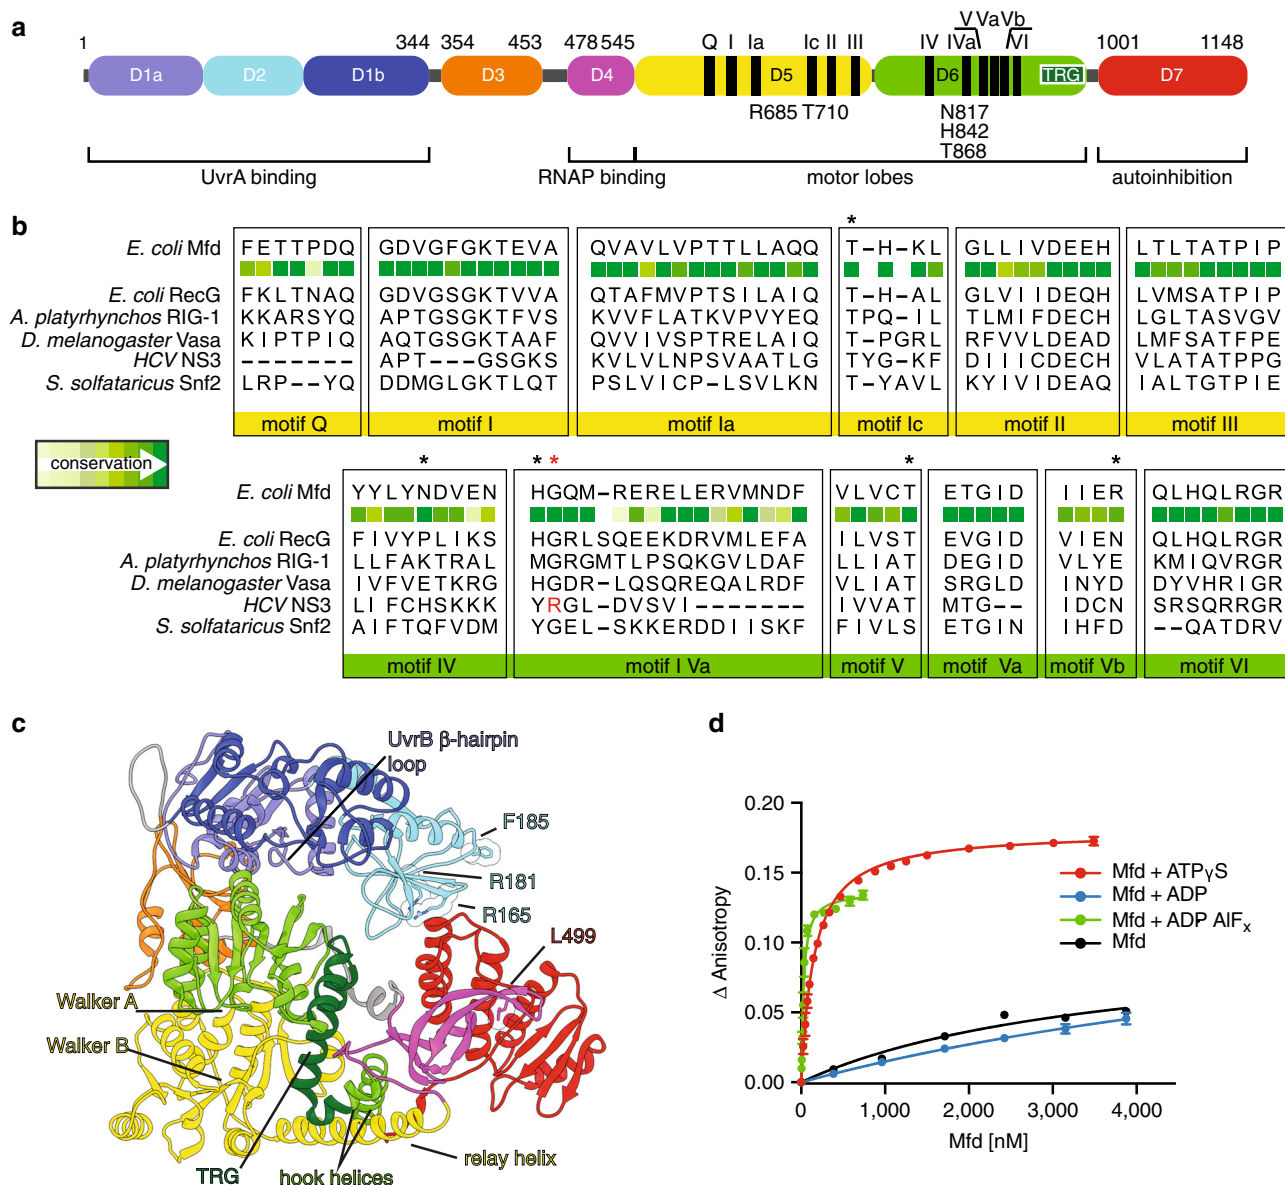 a
V Va Vb
1 344 354 453 478 545 Q I Ia Ic II III IV IVa VI 1001 1148
D1a D2 D1b D3 D4 D5 D6 TRG D7
R685 T710 N817
H842
T868
UvrA binding RNAP binding motor lobes autoinhibition
b
*
E. coli Mfd FETTPDQ GDVGFGKTEVA QVAVLVPTTLLAQQ T-H-KL GLLIVDEEH LTLTATPIP
E. coli RecG FKLTNAQ GDVGSGKTVVA QTAFMVPTSILAIQ T-H-AL GLVIIDEQH LVMSATPIP
A. platyrhynchos RIG-1 KKARSYQ APTGSGKTFVS KVVFLATKVPVYEQ TPQ-IL TLMIFDECH LGLTASVGV
D. melanogaster Vasa KIPTPIQ AQTGSGKTAAF QVVIVSPTRELAIQ T-GGR RFVVLDEAD LMFSATFPE
HCV NS3 ------- APT---GSGKS KVLVLNPSVAATLG TYG-KF DIIICDECH VLATATPPG
S. solfataricus Snf2 LRP--YQ DDMGLGKTLQT PSLVICP-LSVLKN T-YAVL KYIVIDEAQ IALTGTPIE
motif Q motif I motif Ia motif Ic motif II motif III
conservation
* * * * *
E. coli Mfd YYLYNDVEN HGQM-RERELERVMNDF VLVCT ETGID IIER QLHQLRGR
E. coli RecG FIVYPLIKS HGRLSQEEKDRVMLEFA ILVST EVGID VIEN QLHQLRGR
A. platyrhynchos RIG-1 LLFAKTRAL MGRGMTLPSQKGVLDAF LLIAT DEGID VLYE KMIQVRGR
D. melanogaster Vasa IVFVETKRG HGDR-LQSQREQALRDF VLIAT SRGLD INYD DYVHRIGR
HCV NS3 LIFCHSKKK YRGL-DVSVI------- IVVAT MTG-- IDCN SRSQRRGR
S. solfataricus Snf2 AIFTQFVDM YGEL-SKKERDDIISKF FIVLS ETGIN IHFD --QATDRV
motif IV motif I Va motif V motif Va motif Vb motif VI
c
UvrB β-hairpin
loop
F185
R181
R165
L499
Walker A
Walker B
TRG
hook helices
relay helix
d
Δ Anisotropy
0.20
0.15
0.10
0.05
0.00
0 1,000 2,000 3,000 4,000
Mfd [nM]
Mfd + ATPγS
Mfd + ADP
Mfd + ADP AlFx
Mfd